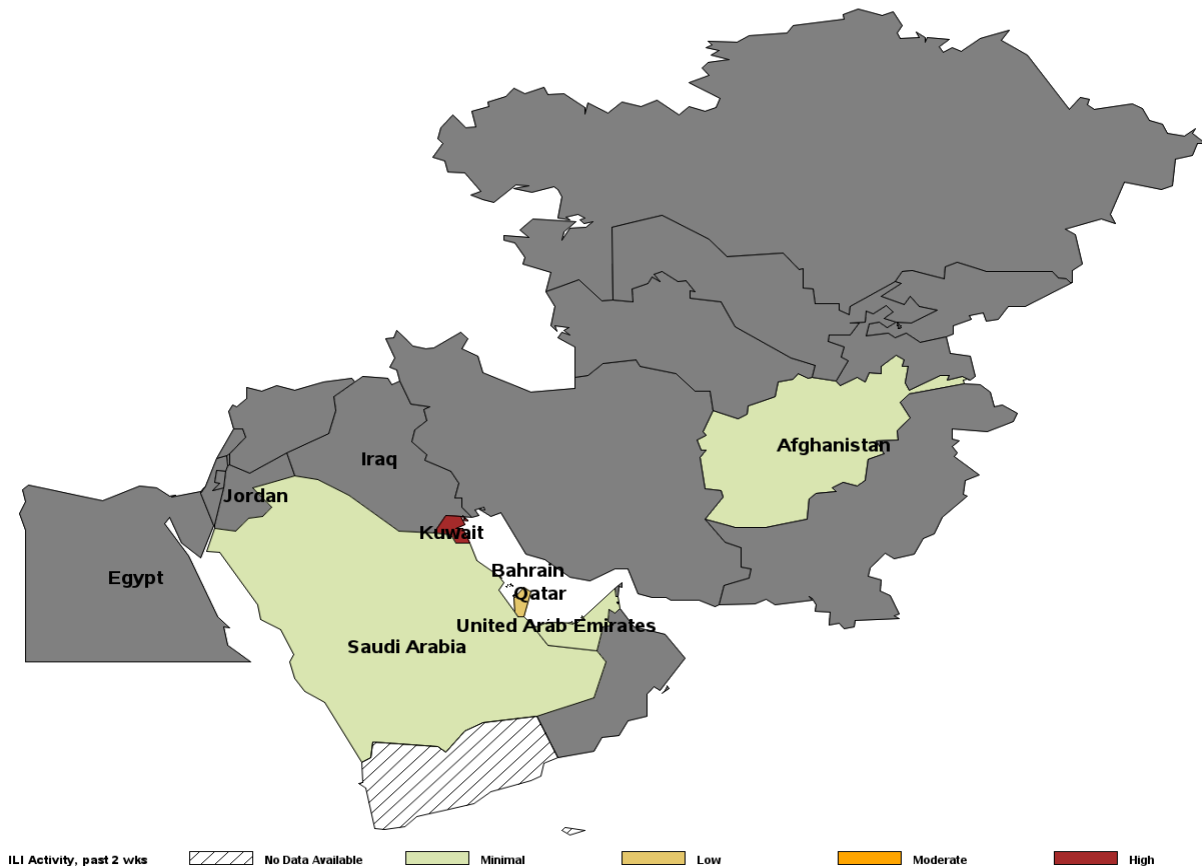 Afghanistan
Iraq
Jordan
Kuwait
Bahrain
Egypt
Qatar
United Arab Emirates
Saudi Arabia
ILI Activity, past 2 wks No Data Available Minimal Low Moderate High